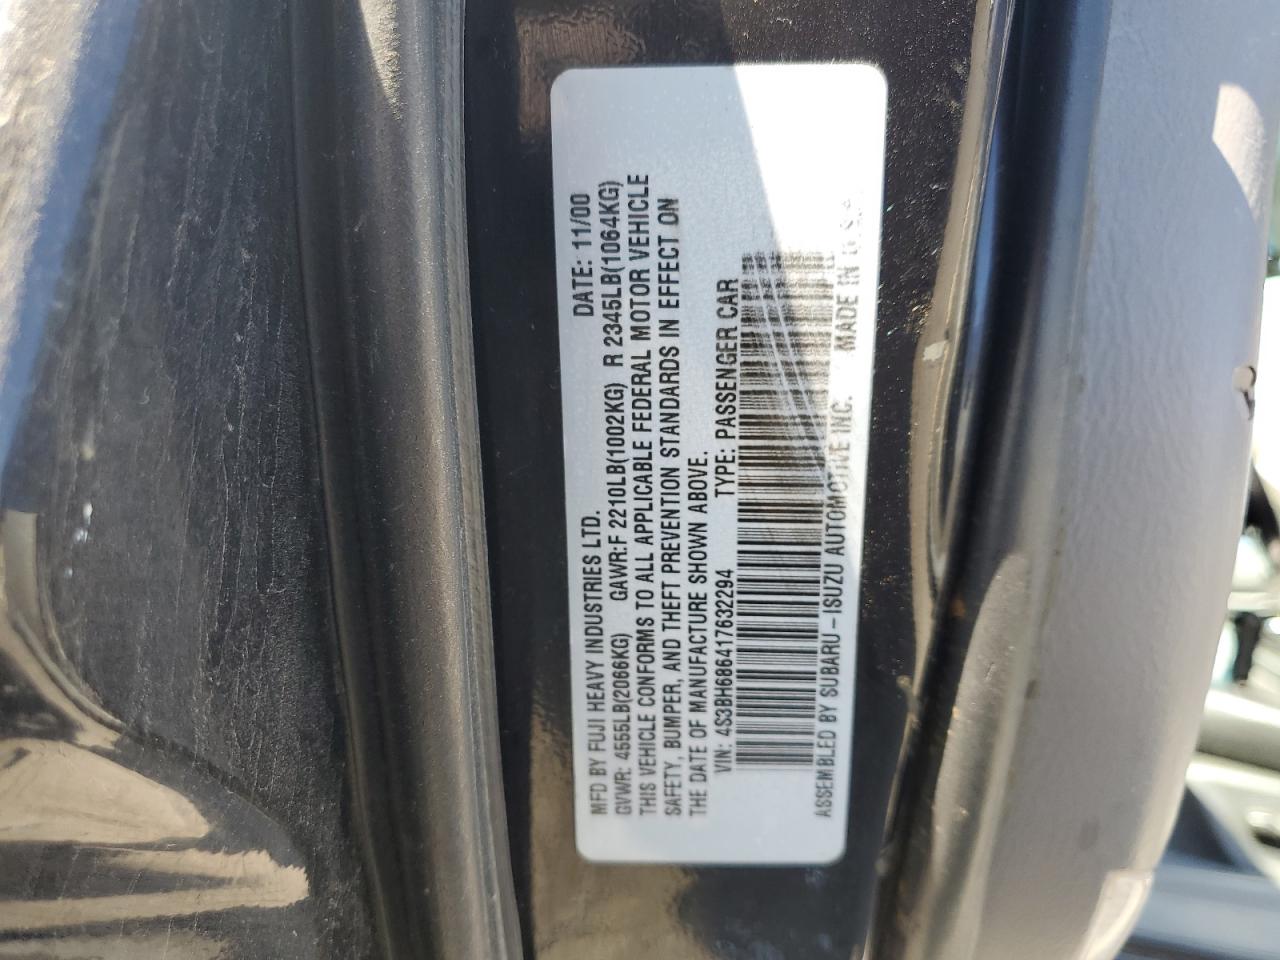 MFD BY FUJI HEAVY INDUSTRIES LTD. DATE: 11/00
GVWR: 4555LB(2066KG) GAWR: F 2210LB(1002KG) R 2345LB(1064KG)
THIS VEHICLE CONFORMS TO ALL APPLICABLE FEDERAL MOTOR VEHICLE
SAFETY, BUMPER, AND THEFT PREVENTION STANDARDS IN EFFECT ON
THE DATE OF MANUFACTURE SHOWN ABOVE.
VIN: 4S3BH686417632294 TYPE: PASSENGER CAR
ASSEMBLED BY SUBARU-ISUZU AUTOMOTIVE INC. MADE IN U.S.A.